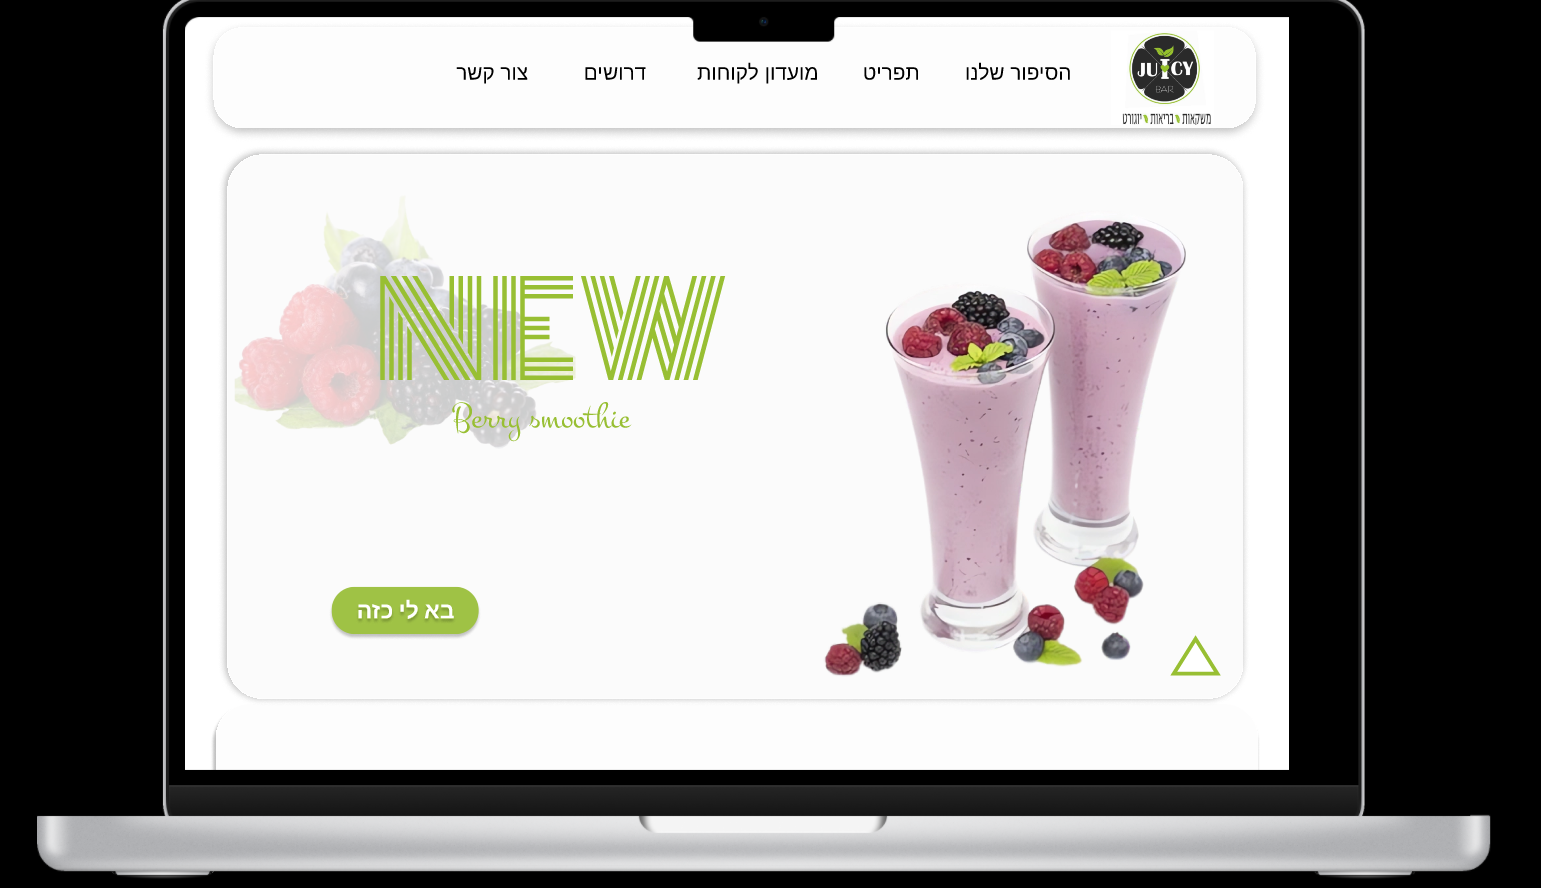 הסיפור שלנו
תפריט
מועדון לקוחות
דרושים
צור קשר
JUICY
BAR
משקאות בריאות יוגורט
NEW
Berry smoothie
בא לי כזה